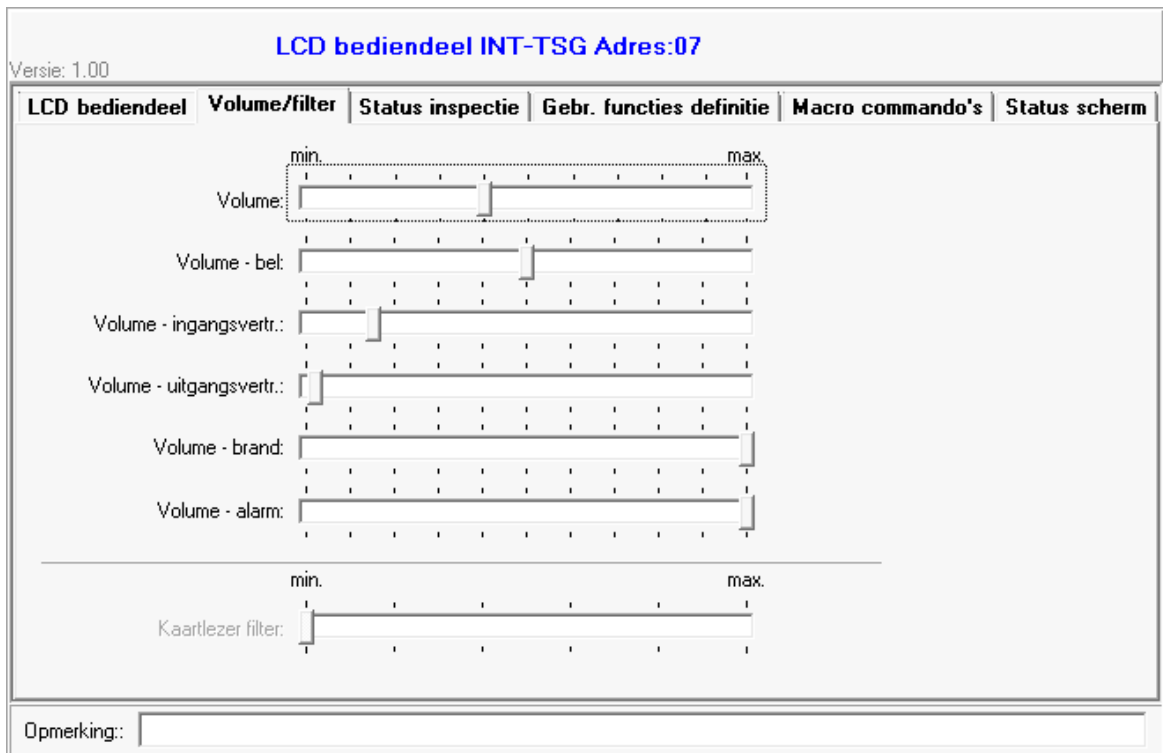 LCD bediendeel INT-TSG Adres:07
Versie: 1.00
LCD bediendeel Volume/filter Status inspectie Gebr. functies definitie Macro commando's Status scherm
min. max.
Volume:
Volume - bel:
Volume - ingangsvertr.:
Volume - uitgangsvertr.:
Volume - brand:
Volume - alarm:
min. max.
Kaartlezer filter:
Opmerking::